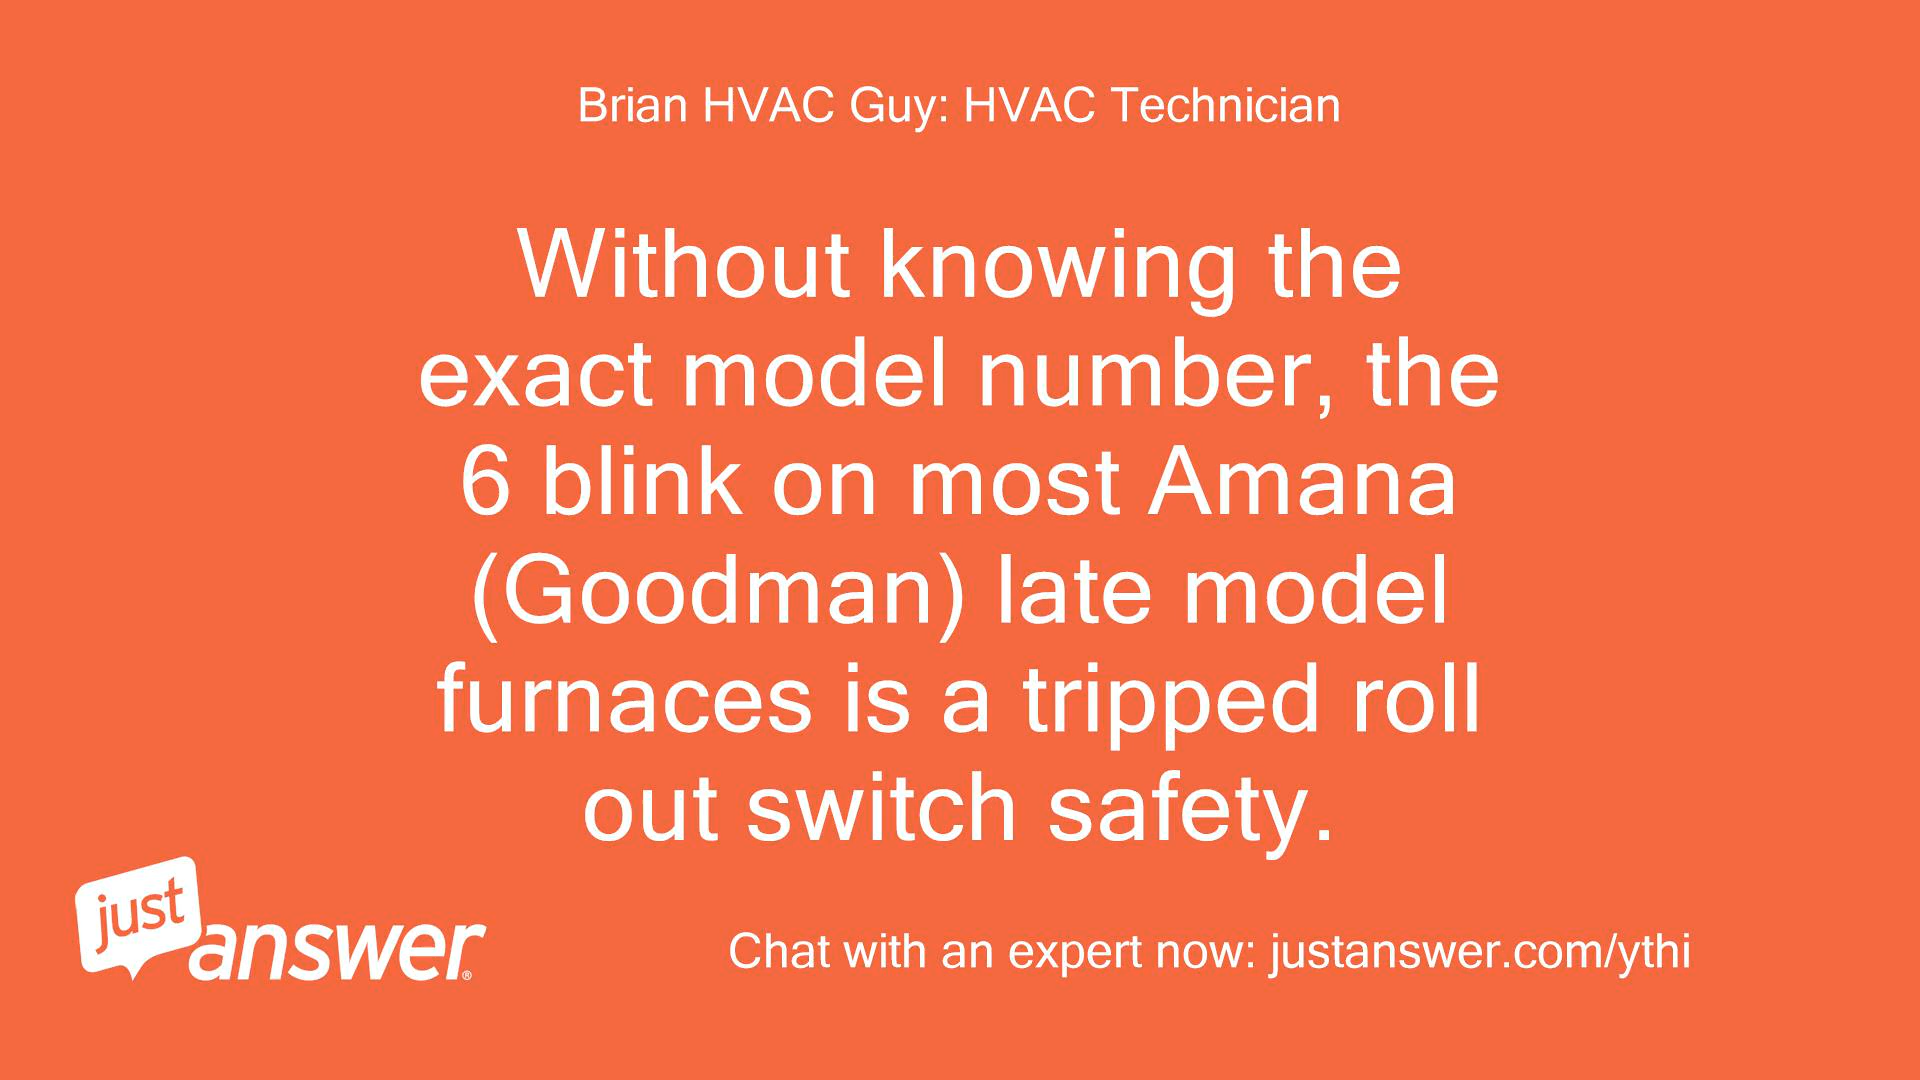 Brian HVAC Guy: HVAC Technician
Without knowing the
exact model number, the
6 blink on most Amana
(Goodman) late model
furnaces is a tripped roll
out switch safety.
just
answer®
Chat with an expert now: justanswer.com/ythi